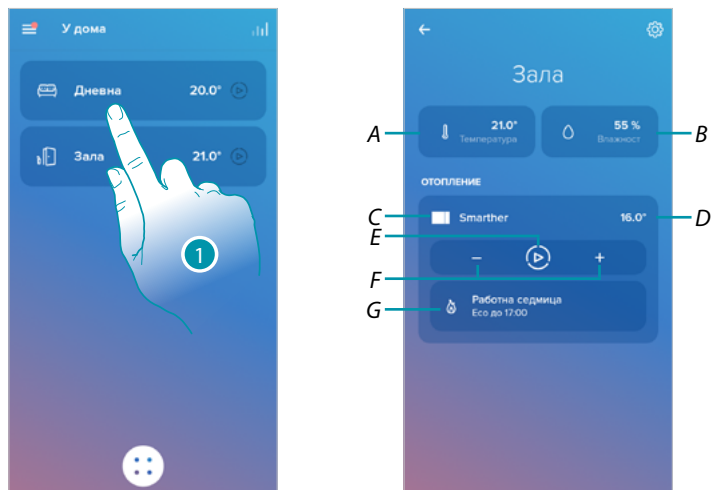 У дома
Дневна 20.0°
Зала 21.0°
1
Зала
A
21.0°
Температура
55 %
Влажност
B
ОТОПЛЕНИЕ
C
Smarther
16.0°
D
E
−
+
F
G
Работна седмица
Eco до 17:00